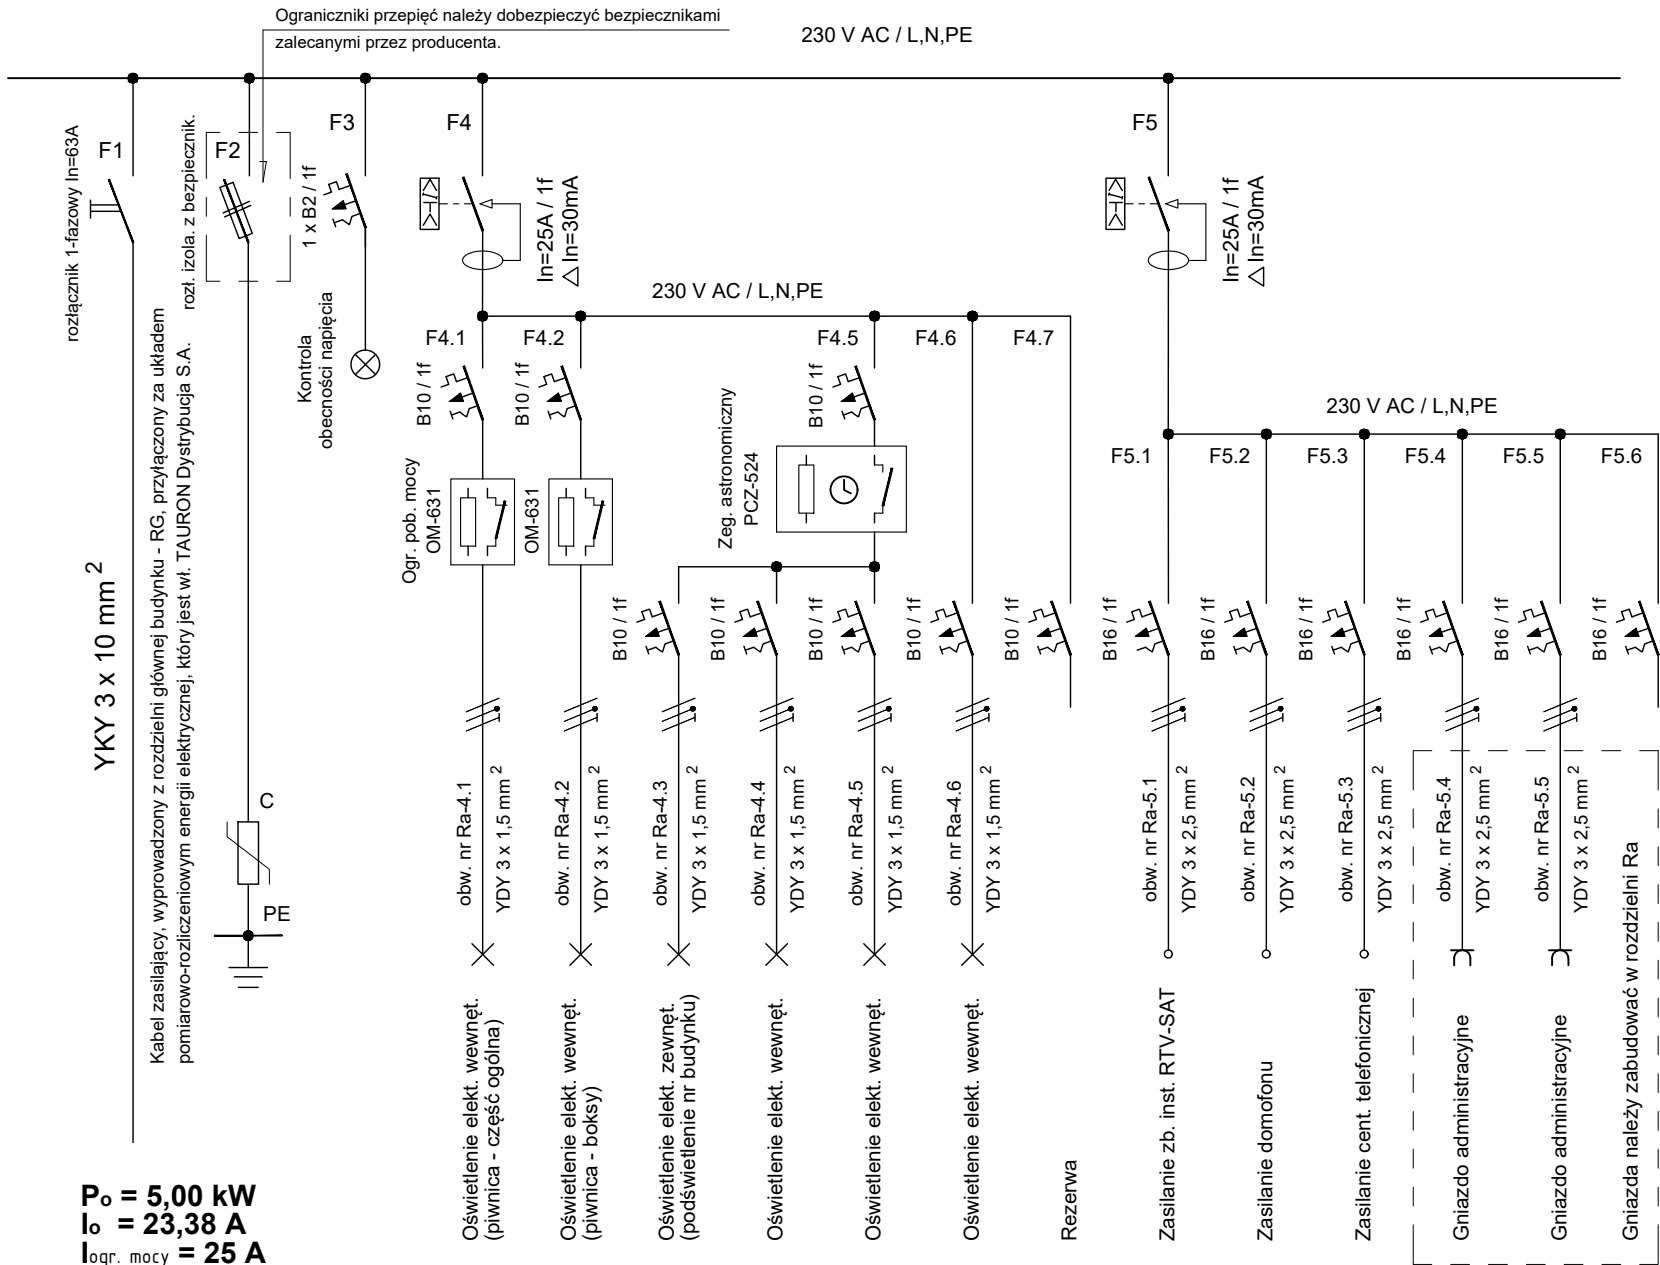 Ograniczniki przepięć należy dobezpieczyć bezpiecznikami
zalecanymi przez producenta.
230 V AC / L,N,PE
F1
rozłącznik 1-fazowy In=63A
YKY 3 x 10 mm²
Kabel zasilający, wyprowadzony z rozdzielni głównej budynku - RG, przyłączony za układem
pomiarowo-rozliczeniowym energii elektrycznej, który jest wł. TAURON Dystrybucja S.A.
F2
rozł. izola. z bezpiecznik.
C
PE
F3
1 x B2 / 1f
Kontrola
obecności napięcia
F4
In=25A / 1f
△ In=30mA
230 V AC / L,N,PE
F4.1
B10 / 1f
Ogr. pob. mocy
OM-631
F4.2
B10 / 1f
OM-631
F4.5
B10 / 1f
Zeg. astronomiczny
PCZ-524
F4.6
F4.7
B10 / 1f
B10 / 1f
B10 / 1f
B10 / 1f
B10 / 1f
obw. nr Ra-4.1
YDY 3 x 1,5 mm²
obw. nr Ra-4.2
YDY 3 x 1,5 mm²
obw. nr Ra-4.3
YDY 3 x 1,5 mm²
obw. nr Ra-4.4
YDY 3 x 1,5 mm²
obw. nr Ra-4.5
YDY 3 x 1,5 mm²
obw. nr Ra-4.6
YDY 3 x 1,5 mm²
Oświetlenie elekt. wewnęt.
(piwnica - część ogólna)
Oświetlenie elekt. wewnęt.
(piwnica - boksy)
Oświetlenie elekt. zewnęt.
(podświetlenie nr budynku)
Oświetlenie elekt. wewnęt.
Oświetlenie elekt. wewnęt.
Oświetlenie elekt. wewnęt.
Rezerwa
F5
In=25A / 1f
△ In=30mA
230 V AC / L,N,PE
F5.1
F5.2
F5.3
F5.4
F5.5
F5.6
B16 / 1f
B16 / 1f
B16 / 1f
B16 / 1f
B16 / 1f
B16 / 1f
obw. nr Ra-5.1
YDY 3 x 2,5 mm²
obw. nr Ra-5.2
YDY 3 x 2,5 mm²
obw. nr Ra-5.3
YDY 3 x 2,5 mm²
obw. nr Ra-5.4
YDY 3 x 2,5 mm²
obw. nr Ra-5.5
YDY 3 x 2,5 mm²
Zasilanie zb. inst. RTV-SAT
Zasilanie domofonu
Zasilanie cent. telefonicznej
Gniazdo administracyjne
Gniazdo administracyjne
Gniazda należy zabudować w rozdzielni Ra
Po = 5,00 kW
Io = 23,38 A
Iogr. mocy = 25 A